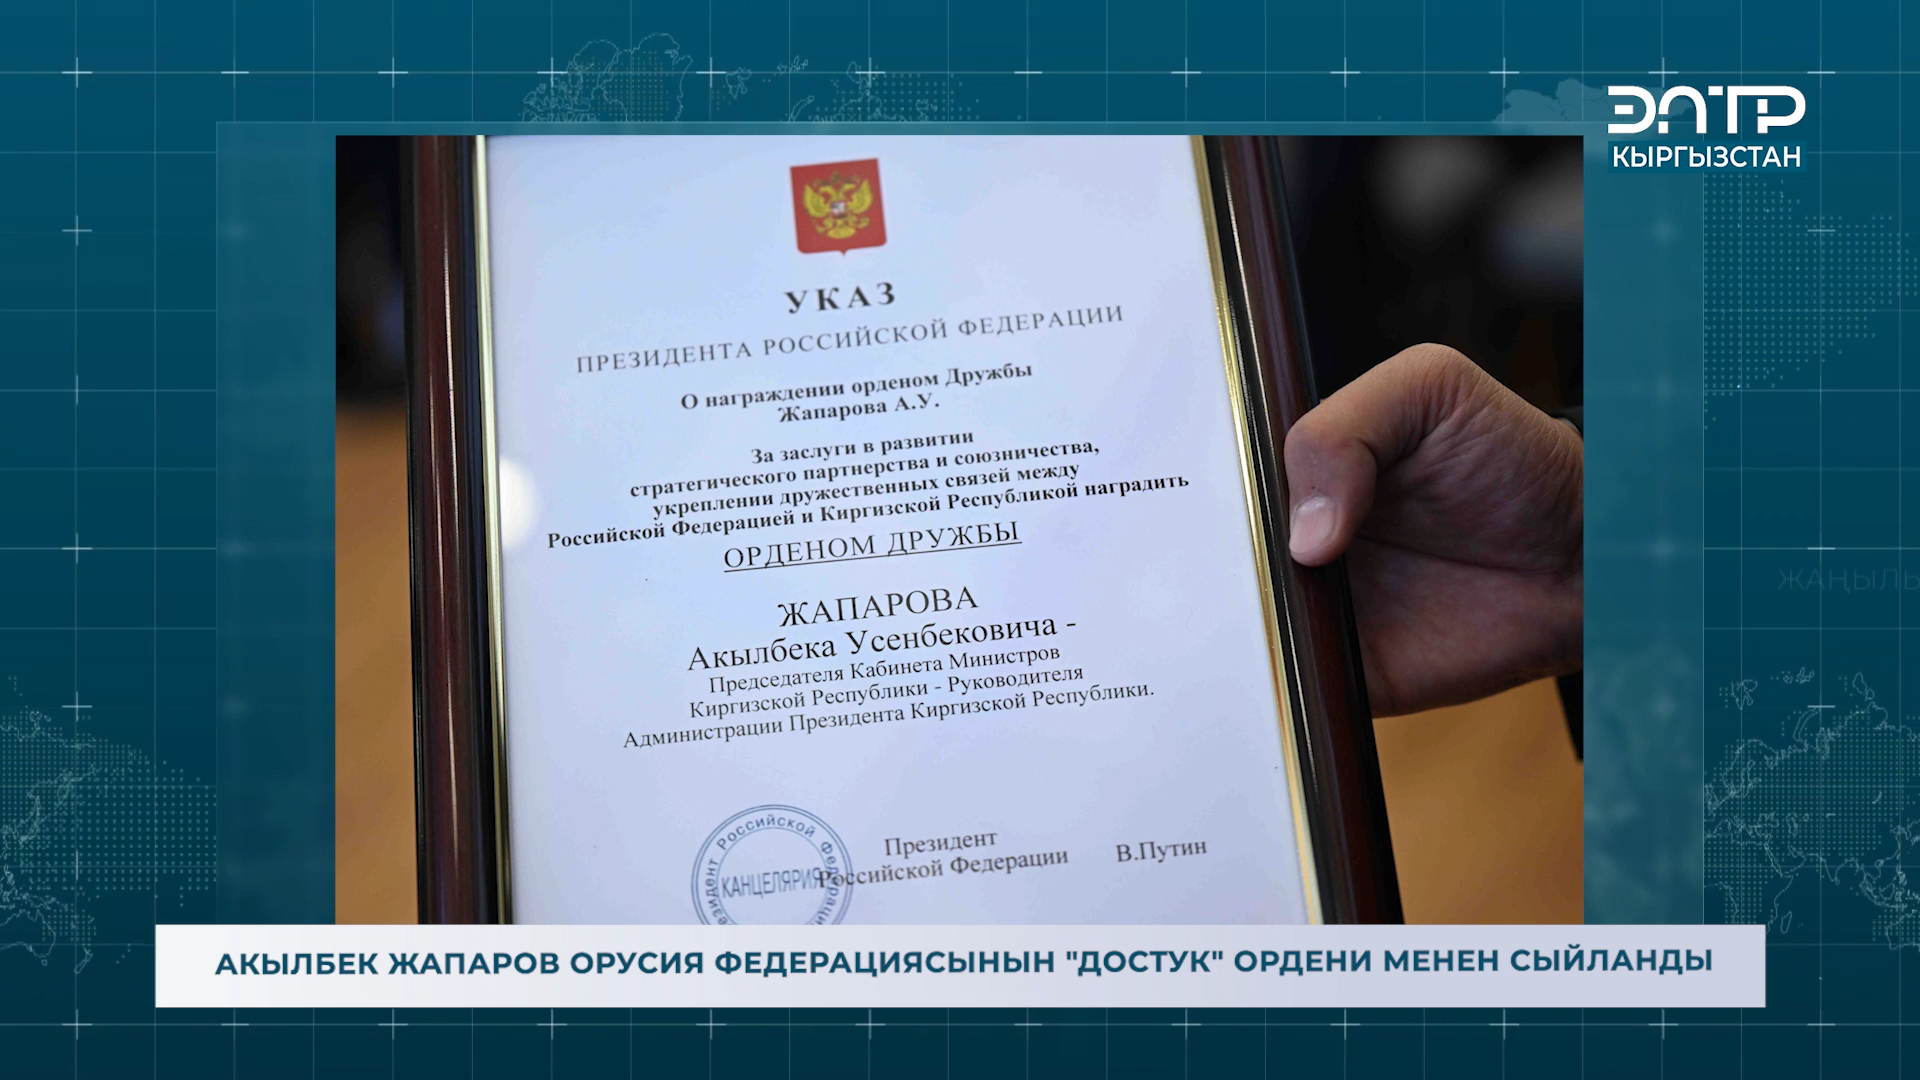 ЭЛТР
КЫРГЫЗСТАН
УКАЗ
ПРЕЗИДЕНТА РОССИЙСКОЙ ФЕДЕРАЦИИ
О награждении орденом Дружбы
Жапарова А.У.
За заслуги в развитии
стратегического партнерства и союзничества,
укреплении дружественных связей между
Российской Федерацией и Киргизской Республикой наградить
ОРДЕНОМ ДРУЖБЫ
ЖАПАРОВА
Акылбека Усенбековича -
Председателя Кабинета Министров
Киргизской Республики - Руководителя
Администрации Президента Киргизской Республики.
Президент
Российской Федерации В.Путин
Российской
КАНЦЕЛЯРИЯ
АКЫЛБЕК ЖАПАРОВ ОРУСИЯ ФЕДЕРАЦИЯСЫНЫН "ДОСТУК" ОРДЕНИ МЕНЕН СЫЙЛАНДЫ